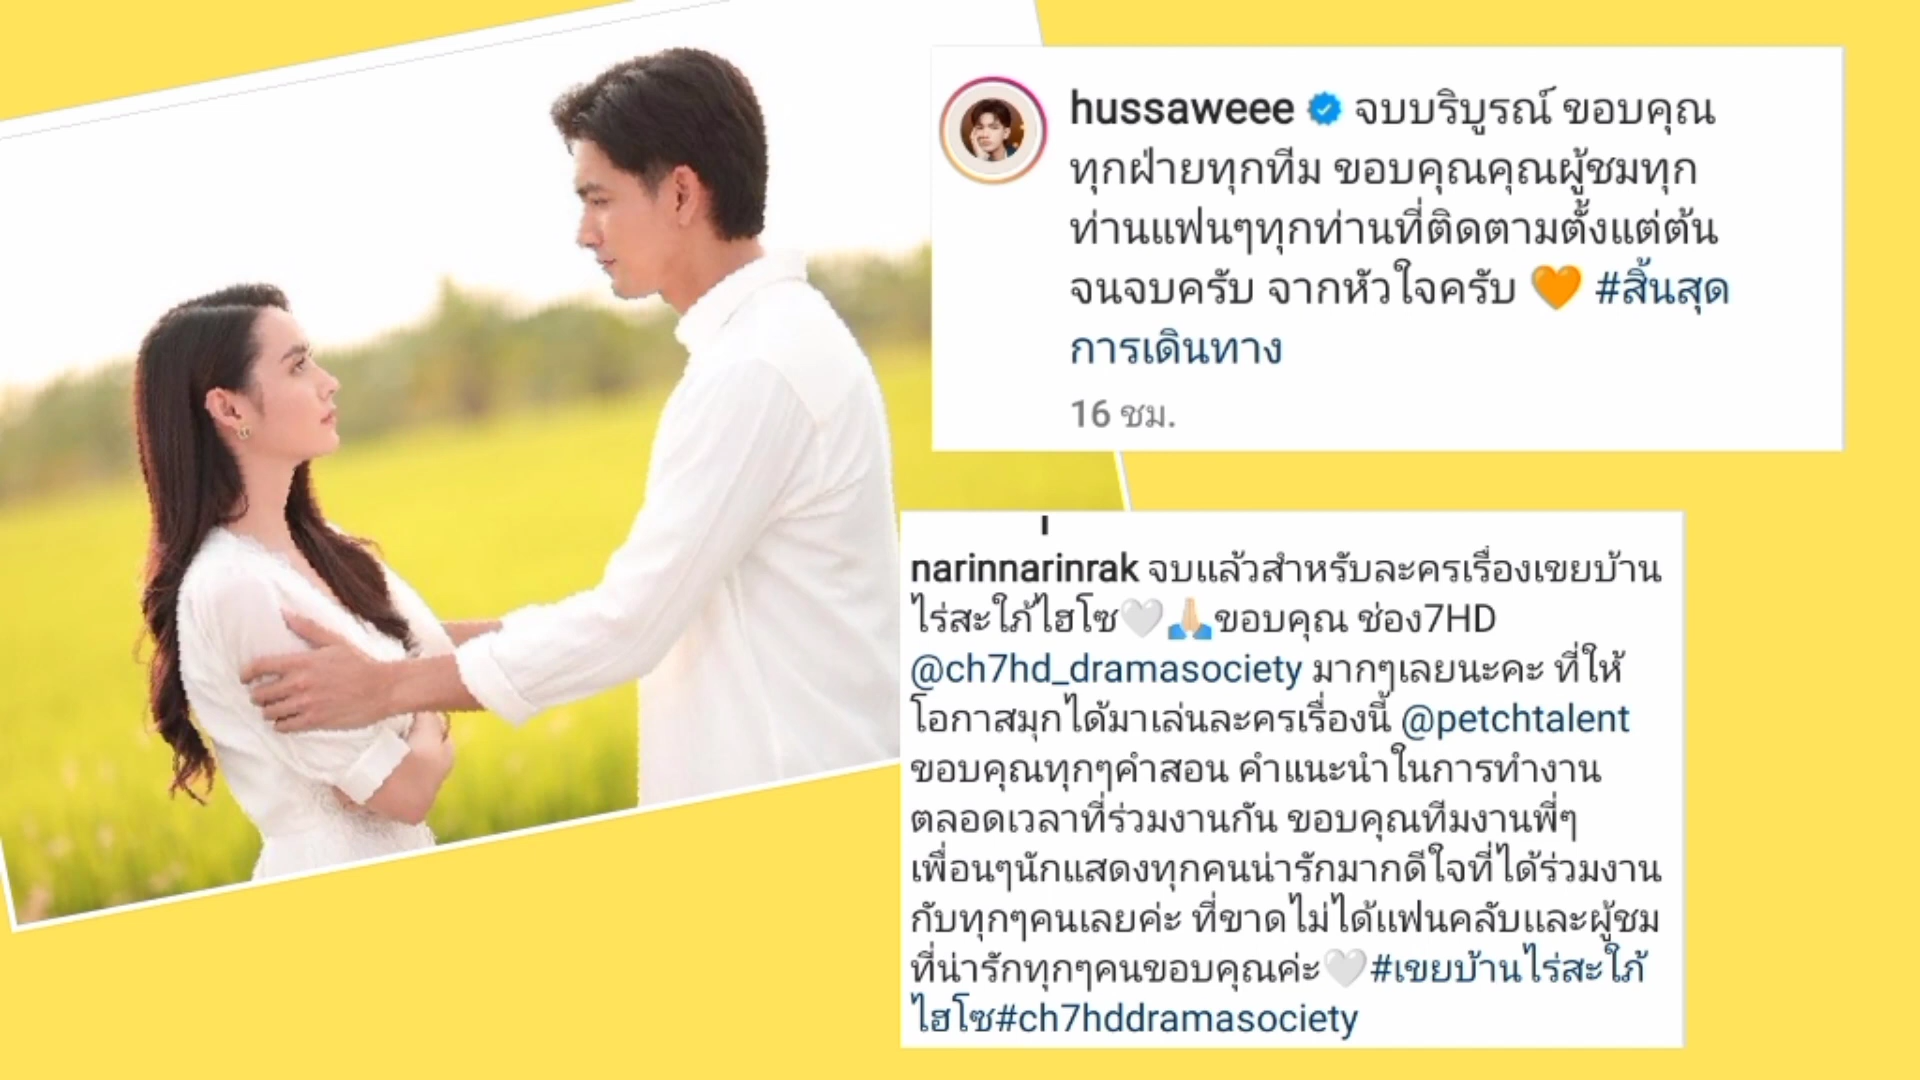 hussaweee จบบริบูรณ์ ขอบคุณ
ทุกฝ่ายทุกทีม ขอบคุณคุณผู้ชมทุก
ท่านแฟนๆทุกท่านที่ติดตามตั้งแต่ต้น
จนจบครับ จากหัวใจครับ 🧡 #สิ้นสุด
การเดินทาง
16 ชม.
narinnarinrak จบแล้วสำหรับละครเรื่องเขยบ้าน
ไร่สะใภ้ไฮโซ🤍🙏🏻ขอบคุณ ช่อง7HD
@ch7hd_dramasociety มากๆเลยนะคะ ที่ให้
โอกาสมุกได้มาเล่นละครเรื่องนี้ @petchtalent
ขอบคุณทุกๆคำสอน คำแนะนำในการทำงาน
ตลอดเวลาที่ร่วมงานกัน ขอบคุณทีมงานพี่ๆ
เพื่อนๆนักแสดงทุกคนน่ารักมากดีใจที่ได้ร่วมงาน
กับทุกๆคนเลยค่ะ ที่ขาดไม่ได้แฟนคลับและผู้ชม
ที่น่ารักทุกๆคนขอบคุณค่ะ🤍#เขยบ้านไร่สะใภ้
ไฮโซ#ch7hddramasociety